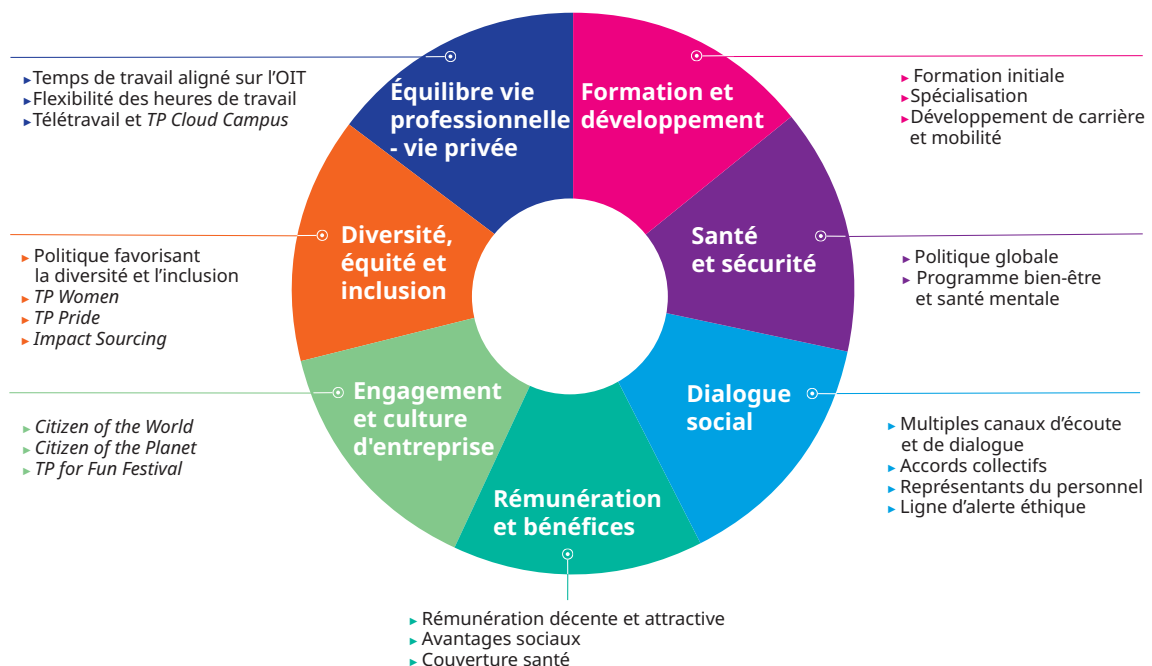 Équilibre vie
professionnelle
- vie privée
▸Temps de travail aligné sur l'OIT
▸Flexibilité des heures de travail
▸Télétravail et TP Cloud Campus
Formation et
développement
▸ Formation initiale
▸Spécialisation
▸Développement de carrière
et mobilité
Diversité,
équité et
inclusion
▸ Politique favorisant
la diversité et l’inclusion
▸ TP Women
▸ TP Pride
▸ Impact Sourcing
Santé
et sécurité
▸ Politique globale
▸ Programme bien-être
et santé mentale
Engagement
et culture
d'entreprise
▸ Citizen of the World
▸ Citizen of the Planet
▸ TP for Fun Festival
Dialogue
social
▸ Multiples canaux d’écoute
et de dialogue
▸ Accords collectifs
▸ Représentants du personnel
▸ Ligne d’alerte éthique
Rémunération
et bénéfices
▸ Rémunération décente et attractive
▸ Avantages sociaux
▸ Couverture santé